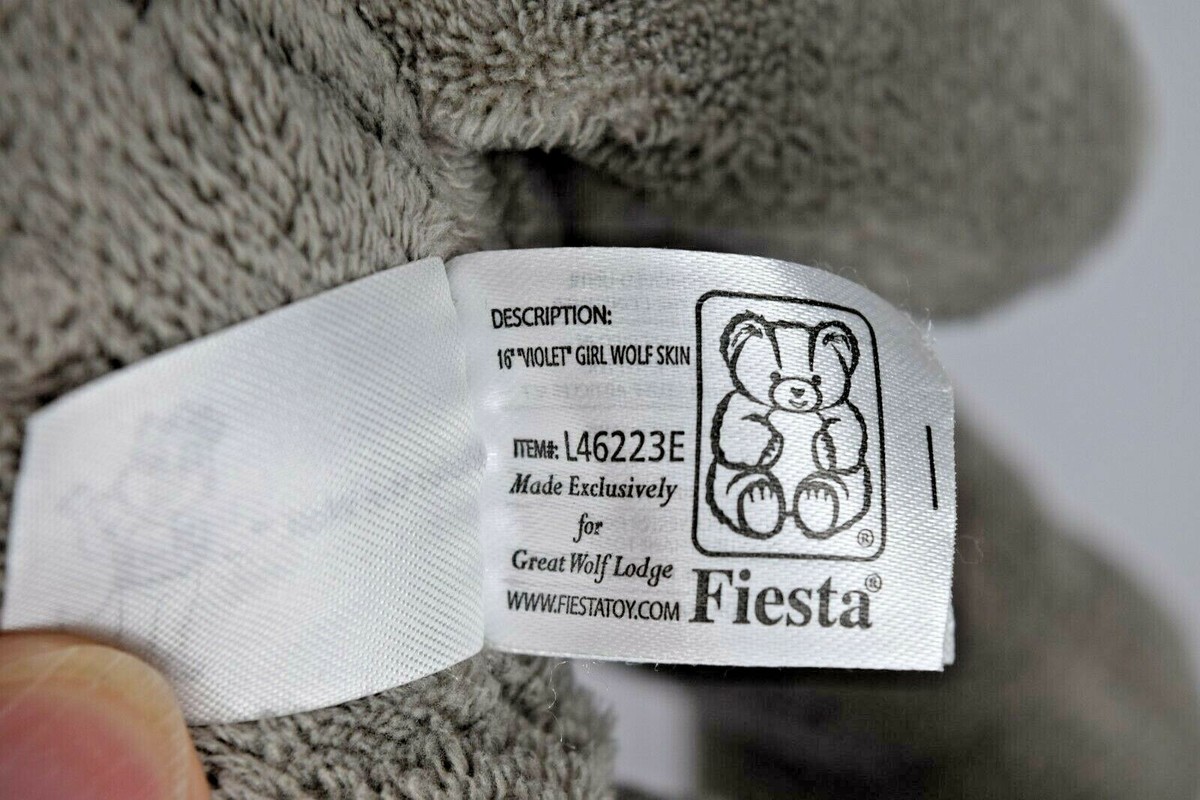 DESCRIPTION:
16" "VIOLET" GIRL WOLF SKIN
ITEM#: L46223E
Made Exclusively
for
Great Wolf Lodge
WWW.FIESTATOY.COM
®
Fiesta®